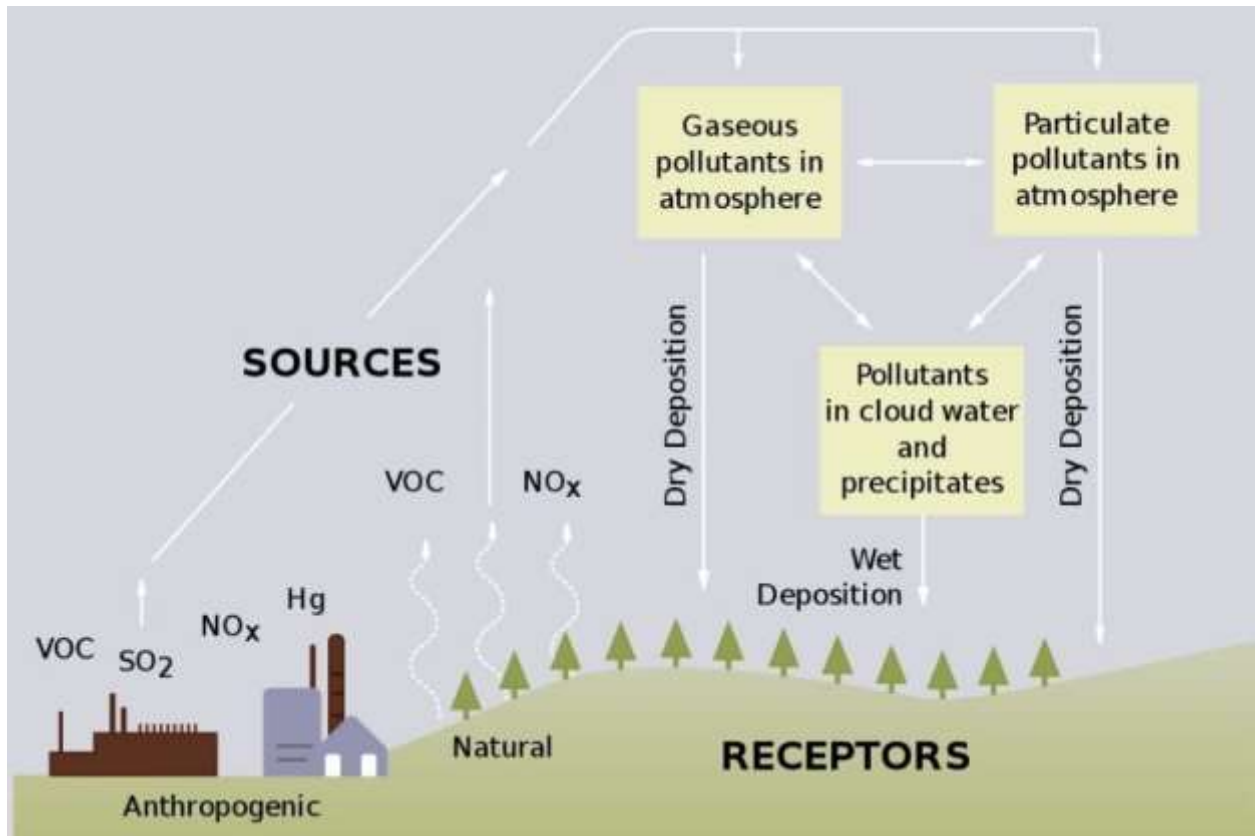 Gaseous
pollutants in
atmosphere
Particulate
pollutants in
atmosphere
SOURCES
Dry Deposition
Pollutants
in cloud water
and
precipitates
Dry Deposition
VOC
NOx
Wet
Deposition
Hg
NOx
VOC
SO2
Natural
RECEPTORS
Anthropogenic